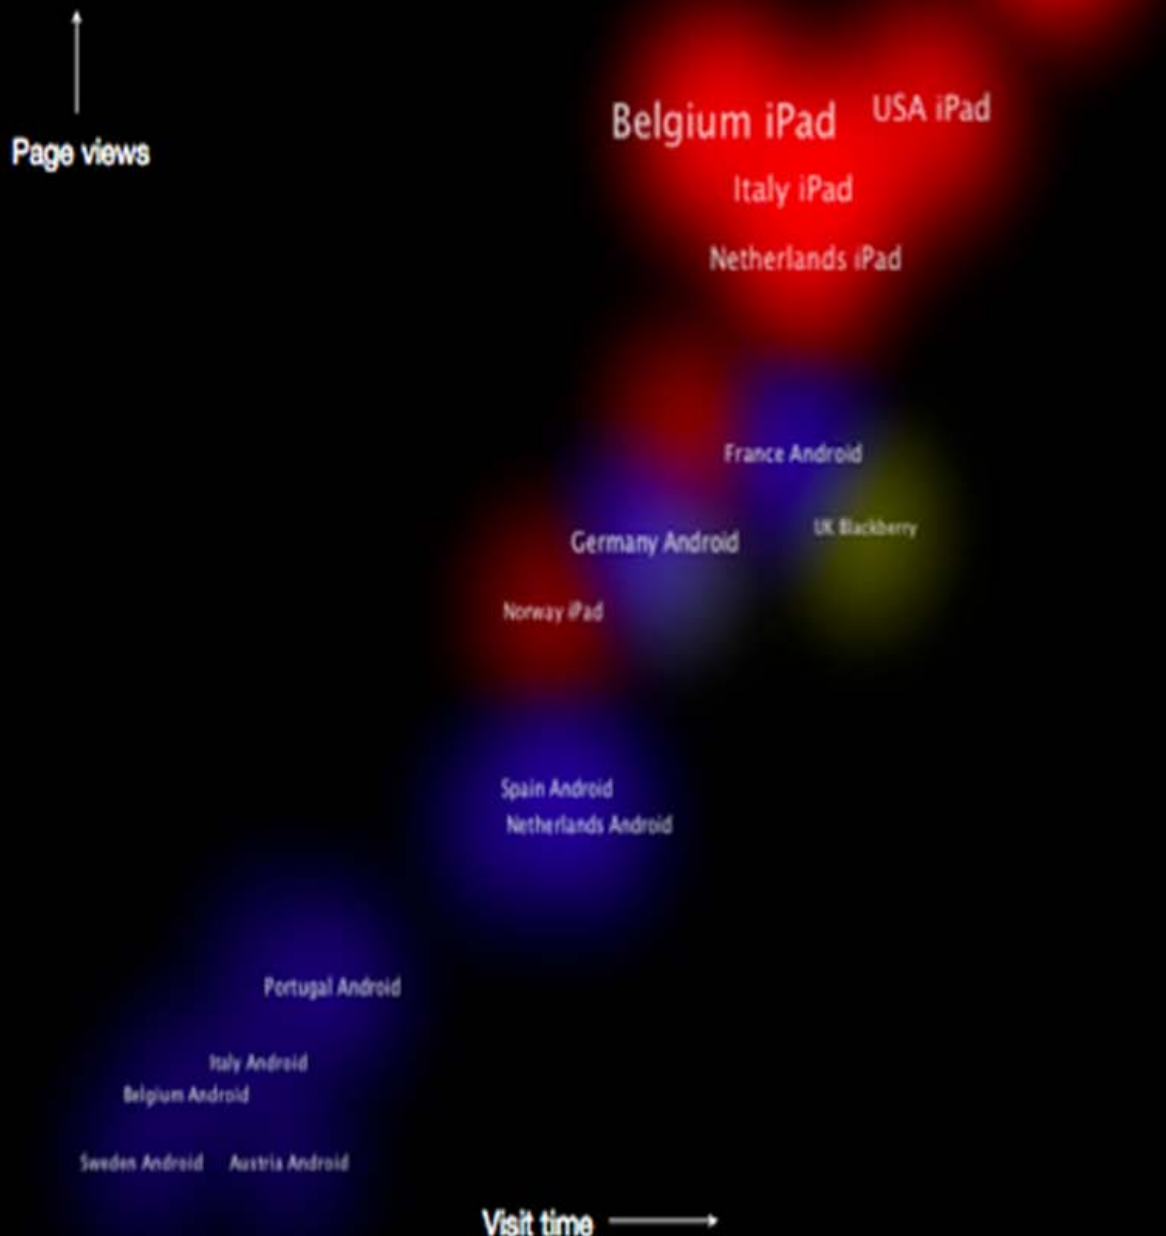 Page views
Belgium iPad
USA iPad
Italy iPad
Netherlands iPad
France Android
UK Blackberry
Germany Android
Norway iPad
Spain Android
Netherlands Android
Portugal Android
Italy Android
Belgium Android
Sweden Android
Austria Android
Visit time